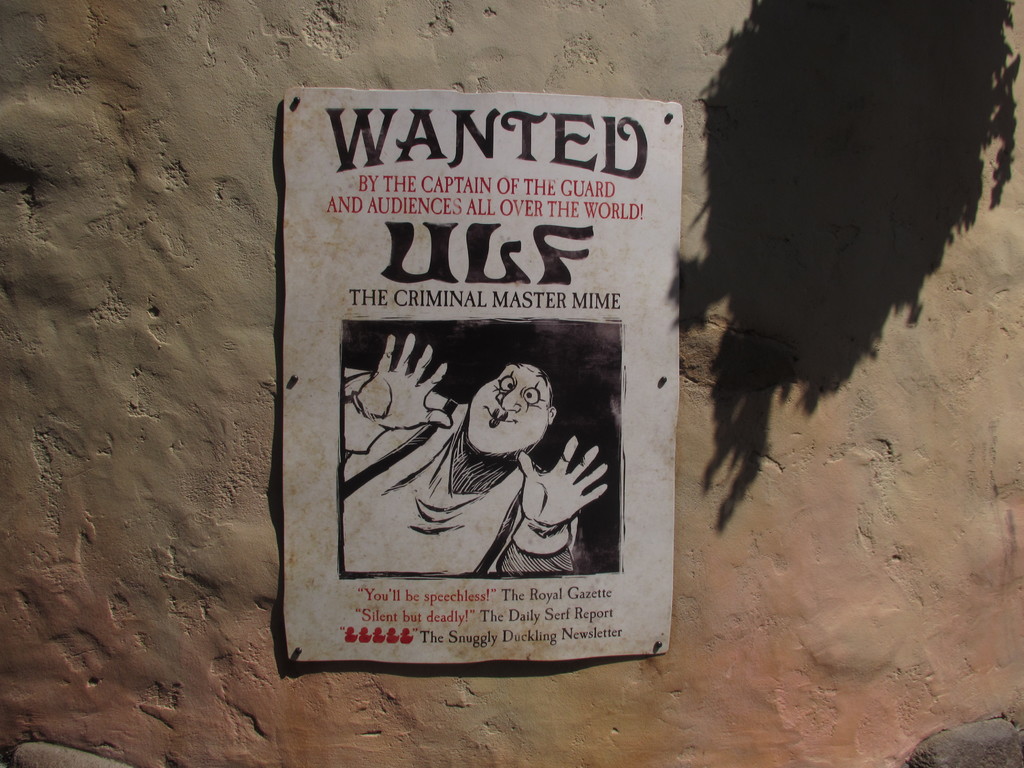 WANTED
BY THE CAPTAIN OF THE GUARD
AND AUDIENCES ALL OVER THE WORLD!
ULF
THE CRIMINAL MASTER MIME
"You'll be speechless!" The Royal Gazette
"Silent but deadly!" The Daily Serf Report
" " The Snuggly Duckling Newsletter